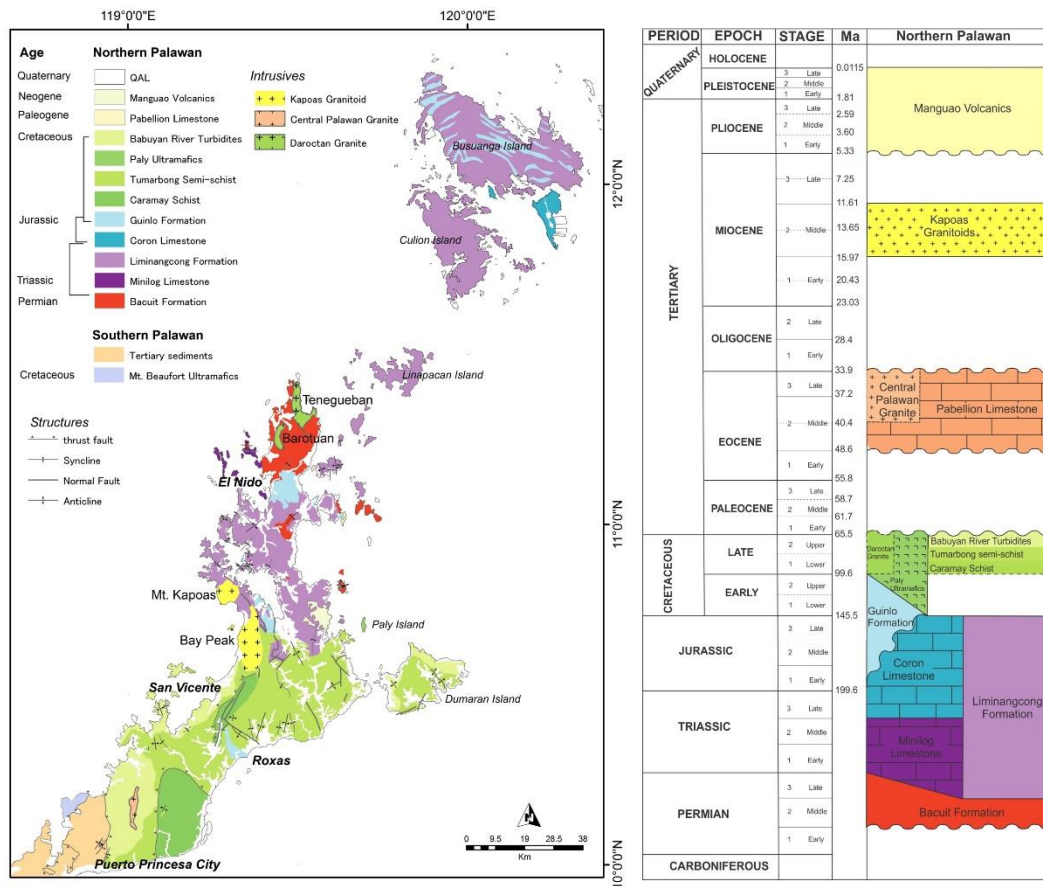 119°0'0"E
120°0'0"E
Age
Northern Palawan
Quaternary
QAL
Neogene
Manguao Volcanics
Paleogene
Pabellion Limestone
Cretaceous
Babuyan River Turbidites
Paly Ultramafics
Tumarbong Semi-schist
Caramay Schist
Guinlo Formation
Jurassic
Coron Limestone
Liminangcong Formation
Triassic
Minilog Limestone
Permian
Bacuit Formation
Intrusives
Kapoas Granitoid
Central Palawan Granite
Daroctan Granite
Southern Palawan
Tertiary sediments
Cretaceous
Mt. Beaufort Ultramafics
Structures
thrust fault
Syncline
Normal Fault
Anticline
Busuanga Island
Culion Island
Linapacan Island
Tenegueban
Barotuan
El Nido
Mt. Kapoas
Bay Peak
Paly Island
San Vicente
Dumaran Island
Roxas
Puerto Princesa City
0 4.5 9.5 19 28.5 38
Km
12°0'0"N
11°0'0"N
10°0'0"N
PERIOD EPOCH STAGE Ma Northern Palawan
QUATERNARY
HOLOCENE
0.0115
PLEISTOCENE
3 Late
2 Middle
1 Early
1.81
Manguao Volcanics
TERTIARY
PLIOCENE
3 Late
2.59
2 Middle
3.60
1 Early
5.33
MIOCENE
3 Late
7.25
11.61
2 Middle
13.65
15.97
Kapoas
Granitoids
1 Early
20.43
23.03
OLIGOCENE
2 Late
28.4
1 Early
33.9
EOCENE
3 Late
37.2
2 Middle
40.4
48.6
1 Early
55.8
Central
Palawan
Granite
Pabellion Limestone
PALEOCENE
3 Late
58.7
2 Middle
61.7
1 Early
65.5
CRETACEOUS
LATE
2 Upper
1 Lower
99.6
EARLY
2 Upper
1 Lower
145.5
Daroctan
Granite
Paly
Ultramafics
Babuyan River Turbidites
Tumarbong semi-schist
Caramay Schist
Guinlo
Formation
JURASSIC
3 Late
2 Middle
1 Early
199.6
Coron
Limestone
Liminangcong
Formation
TRIASSIC
3 Late
2 Middle
1 Early
Minilog
Limestone
PERMIAN
3 Late
2 Middle
1 Early
Bacuit Formation
CARBONIFEROUS